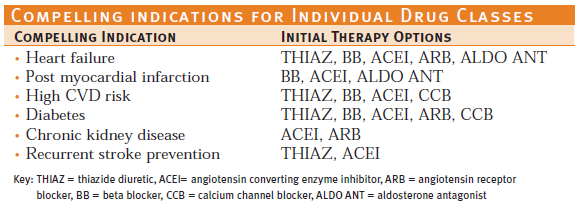 COMPELLING INDICATIONS FOR INDIVIDUAL DRUG CLASSES
COMPELLING INDICATION INITIAL THERAPY OPTIONS
• Heart failure THIAZ, BB, ACEI, ARB, ALDO ANT
• Post myocardial infarction BB, ACEI, ALDO ANT
• High CVD risk THIAZ, BB, ACEI, CCB
• Diabetes THIAZ, BB, ACEI, ARB, CCB
• Chronic kidney disease ACEI, ARB
• Recurrent stroke prevention THIAZ, ACEI
Key: THIAZ = thiazide diuretic, ACEI= angiotensin converting enzyme inhibitor, ARB = angiotensin receptor
blocker, BB = beta blocker, CCB = calcium channel blocker, ALDO ANT = aldosterone antagonist